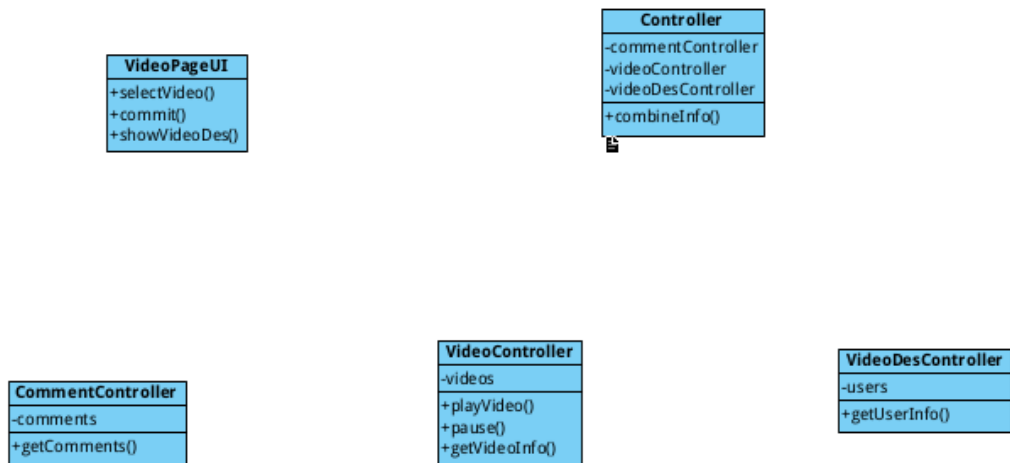 VideoPageUI
+selectVideo()
+commit()
+showVideoDes()
Controller
-commentController
-videoController
-videoDesController
+combineInfo()
CommentController
-comments
+getComments()
VideoController
-videos
+playVideo()
+pause()
+getVideoInfo()
VideoDesController
-users
+getUserInfo()